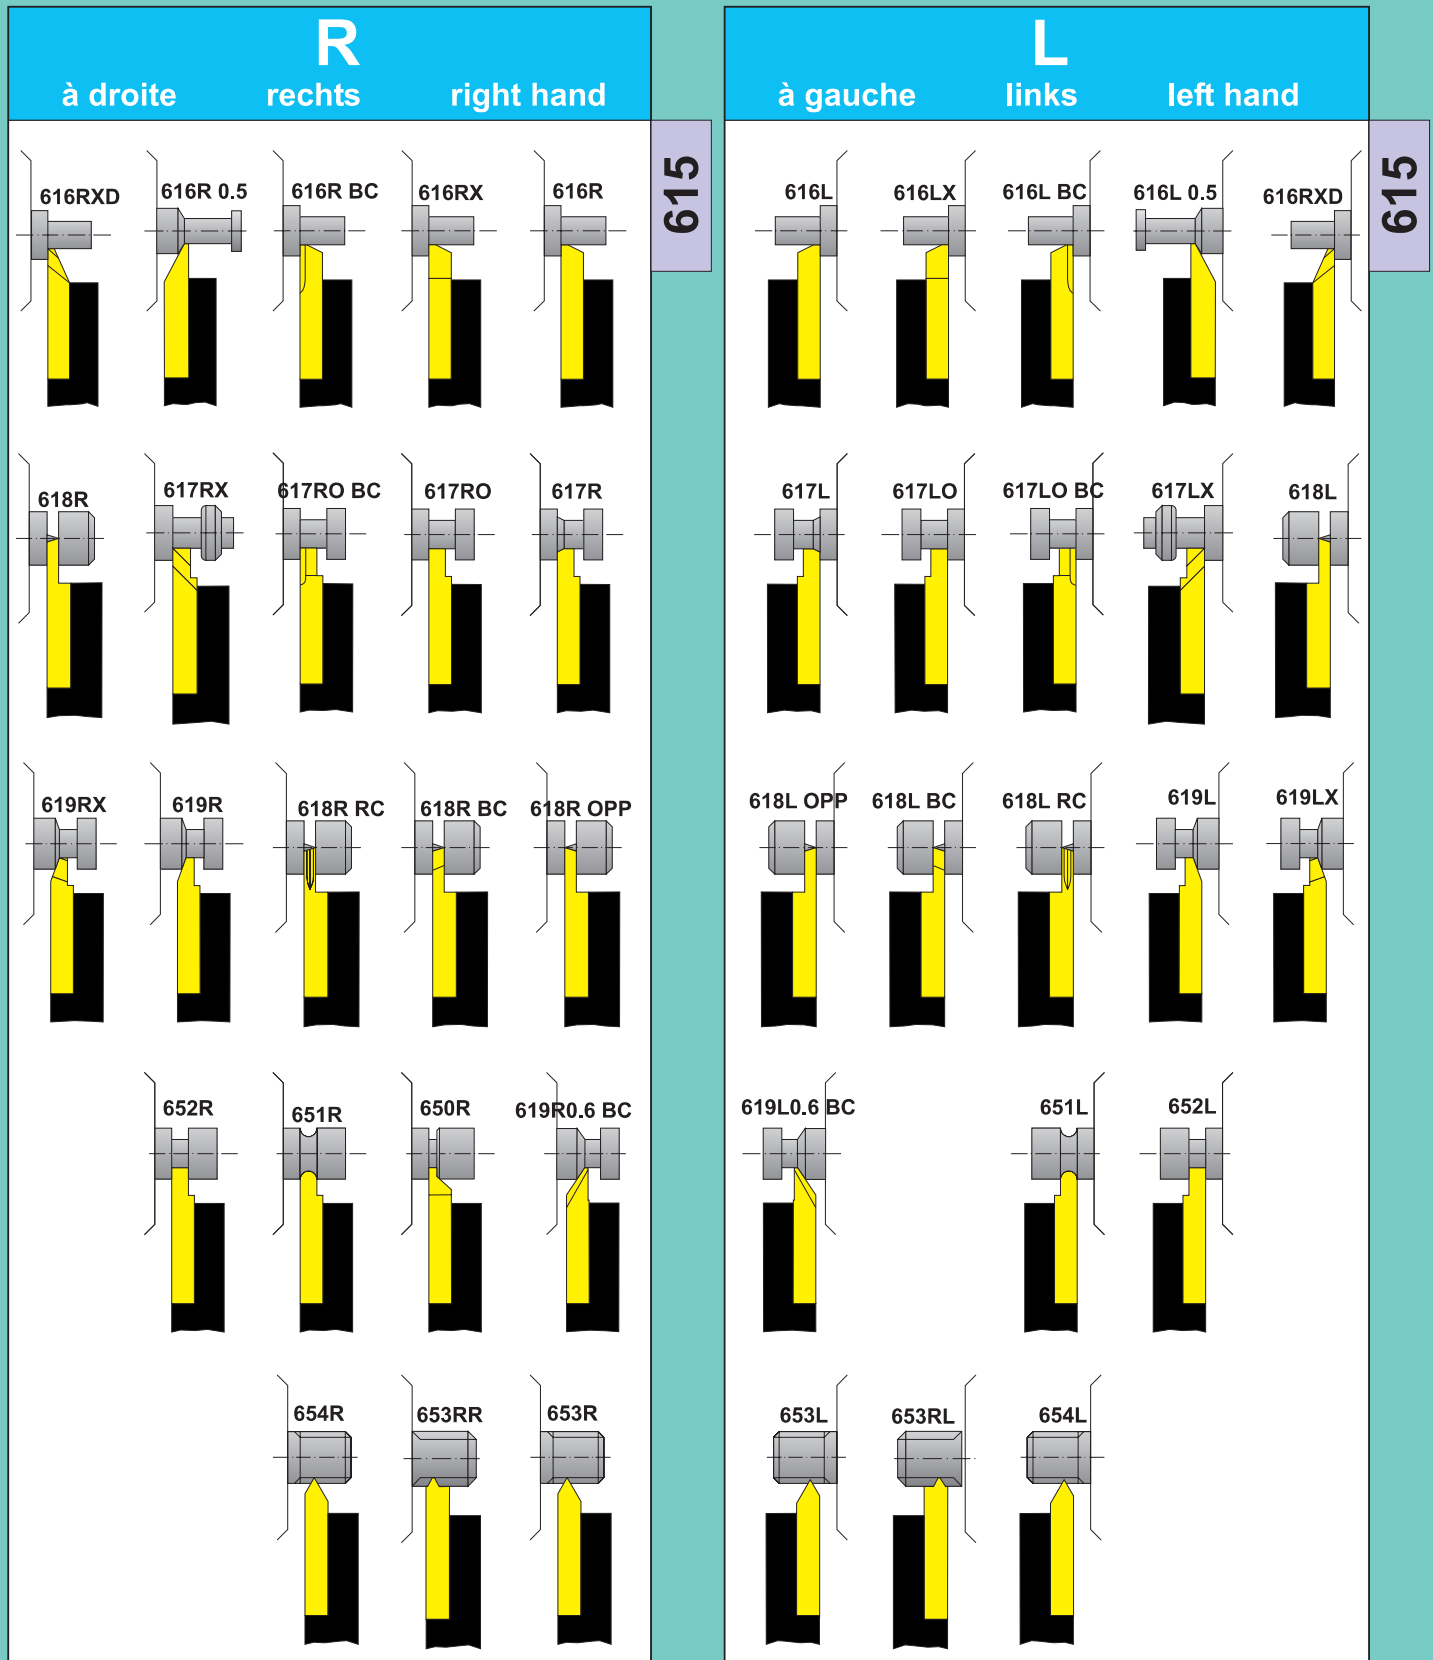 R
à droite rechts right hand
615
616RXD 616R 0.5 616R BC 616RX 616R
618R 617RX 617RO BC 617RO 617R
619RX 619R 618R RC 618R BC 618R OPP
652R 651R 650R 619R0.6 BC
654R 653RR 653R
L
à gauche links left hand
615
616L 616LX 616L BC 616L 0.5 616RXD
617L 617LO 617LO BC 617LX 618L
618L OPP 618L BC 618L RC 619L 619LX
619L0.6 BC 651L 652L
653L 653RL 654L